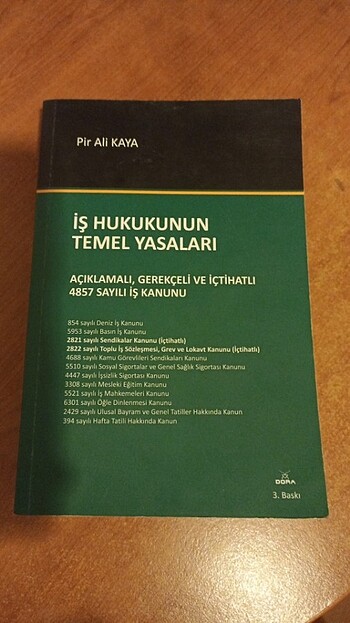 Pir Ali KAYA
İŞ HUKUKUNUN
TEMEL YASALARI
AÇIKLAMALI, GEREKÇELİ VE İÇTİHATLI
4857 SAYILI İŞ KANUNU
854 sayılı Deniz İş Kanunu
5953 sayılı Basın İş Kanunu
2821 sayılı Sendikalar Kanunu (İçtihatlı)
2822 sayılı Toplu İş Sözleşmesi, Grev ve Lokavt Kanunu (İçtihatlı)
4688 sayılı Kamu Görevlileri Sendikaları Kanunu
5510 sayılı Sosyal Sigortalar ve Genel Sağlık Sigortası Kanunu
4447 sayılı İşsizlik Sigortası Kanunu
3308 sayılı Mesleki Eğitim Kanunu
5521 sayılı İş Mahkemeleri Kanunu
6301 sayılı Öğle Dinlenmesi Kanunu
2429 sayılı Ulusal Bayram ve Genel Tatiller Hakkında Kanun
394 sayılı Hafta Tatili Hakkında Kanun
DORA
3. Baskı